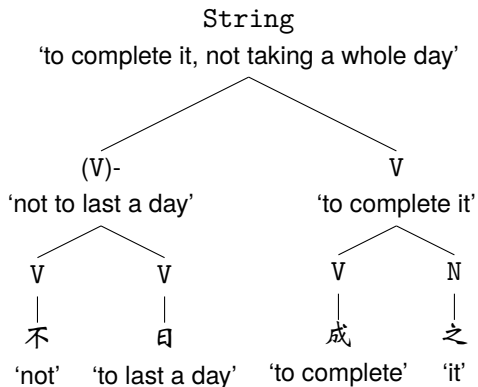 String
‘to complete it, not taking a whole day’
(V)- V
‘not to last a day’ ‘to complete it’
V V V N
不 日 成 之
‘not’ ‘to last a day’ ‘to complete’ ‘it’